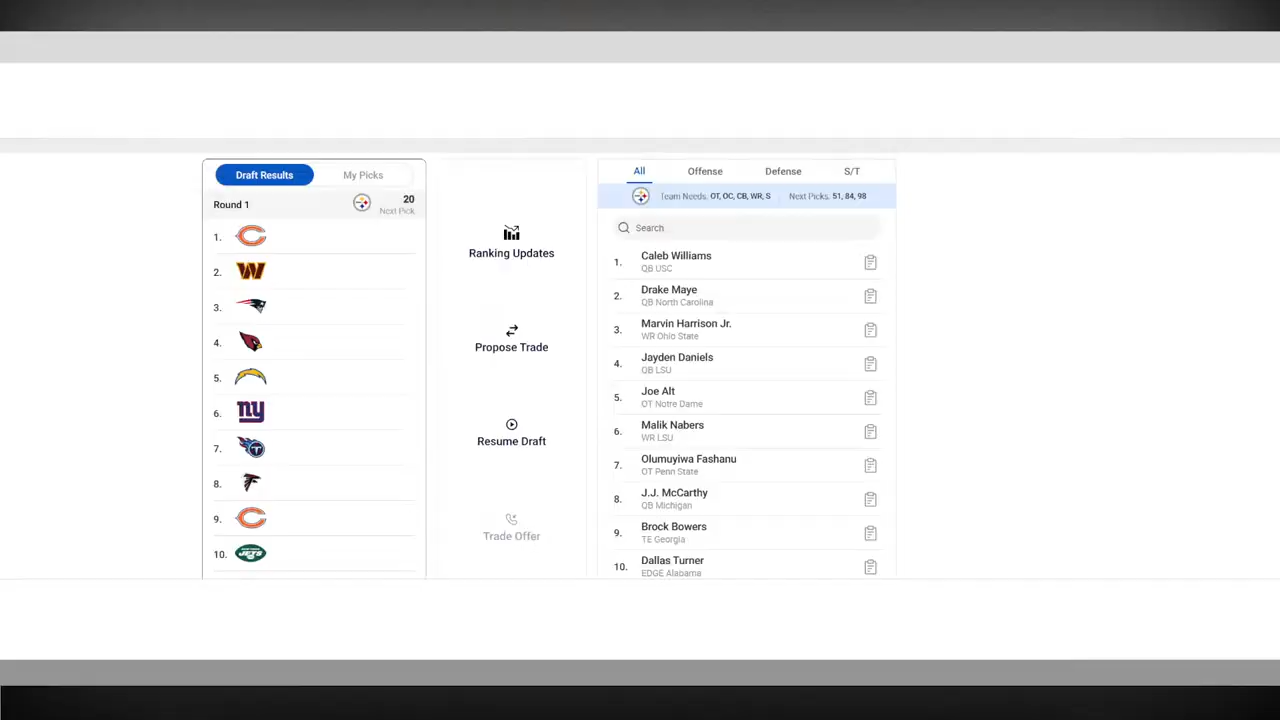 Draft Results
My Picks
Round 1
20
Next Pick
1.
2.
3.
4.
5.
6.
ny
7.
T
8.
9.
10.
JETS
Ranking Updates
Propose Trade
Resume Draft
Trade Offer
All
Offense
Defense
S/T
Team Needs: OT, OC, CB, WR, S
Next Picks: 51, 84, 98
Search
1.
Caleb Williams
QB USC
2.
Drake Maye
QB North Carolina
3.
Marvin Harrison Jr.
WR Ohio State
4.
Jayden Daniels
QB LSU
5.
Joe Alt
OT Notre Dame
6.
Malik Nabers
WR LSU
7.
Olumuyiwa Fashanu
OT Penn State
8.
J.J. McCarthy
QB Michigan
9.
Brock Bowers
TE Georgia
10.
Dallas Turner
EDGE Alabama